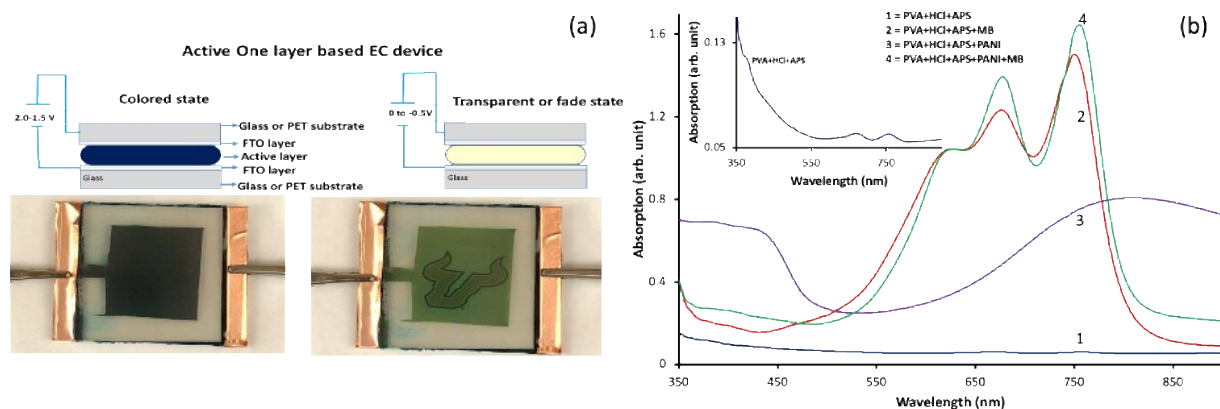 (a)
Active One layer based EC device
Colored state
2.0-1.5 V
Glass or PET substrate
FTO layer
Active layer
FTO layer
Glass
Glass or PET substrate
Transparent or fade state
0 to -0.5V
Glass
(b)
1 = PVA+HCl+APS
2 = PVA+HCl+APS+MB
3 = PVA+HCl+APS+PANI
4 = PVA+HCl+APS+PANI+MB
Absorption (arb. unit)
1.6
1.2
0.8
0.4
0
350
450
550
650
750
850
Wavelength (nm)
Absorption (arb. unit)
0.13
0.05
PVA+HCl+APS
350
550
750
Wavelength (nm)
4
2
3
1